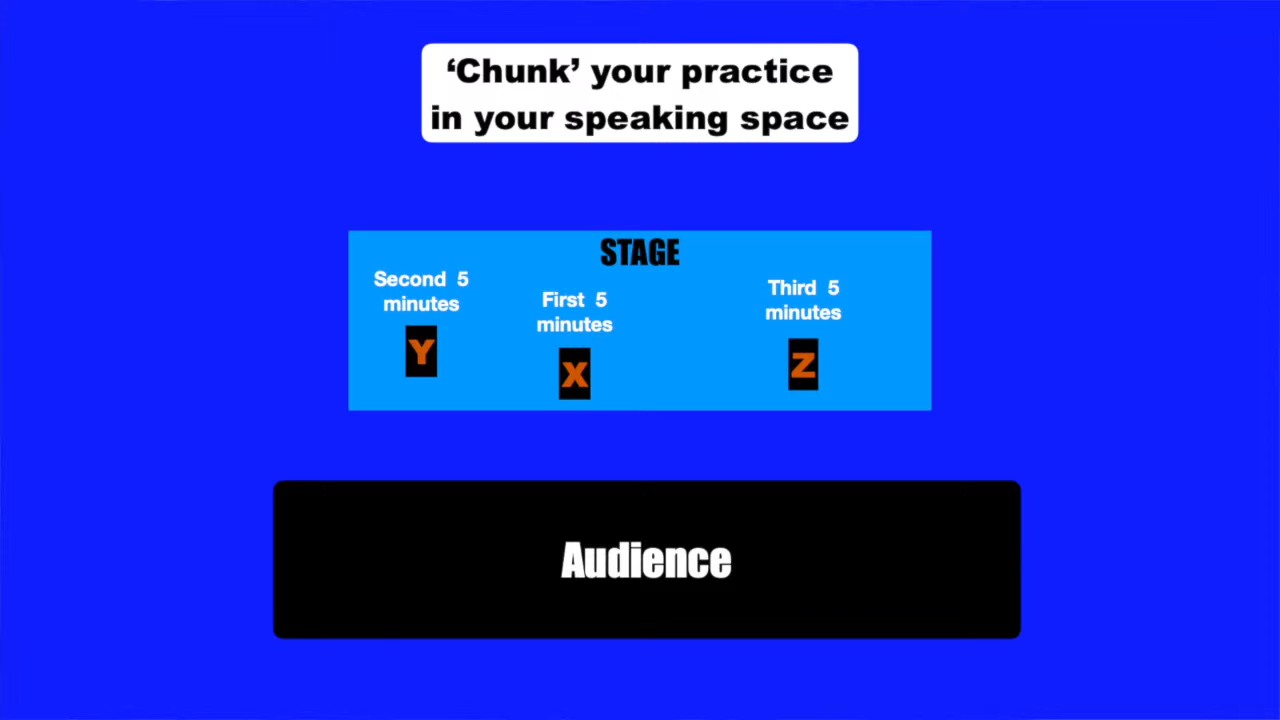 ‘Chunk’ your practice
in your speaking space
STAGE
Second 5
minutes
Y
First 5
minutes
X
Third 5
minutes
Z
Audience